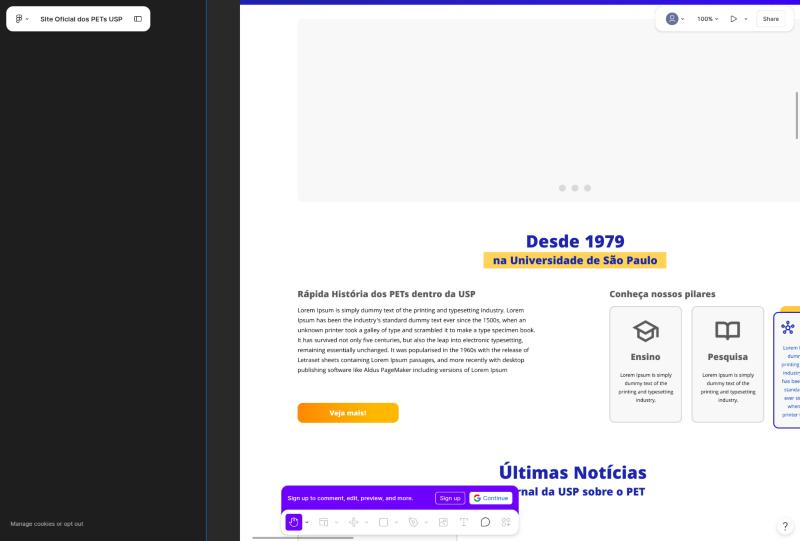 Site Oficial dos PETs USP
100%
Share
Desde 1979
na Universidade de São Paulo
Rápida História dos PETs dentro da USP
Lorem Ipsum is simply dummy text of the printing and typesetting industry. Lorem
Ipsum has been the industry's standard dummy text ever since the 1500s, when an
unknown printer took a galley of type and scrambled it to make a type specimen book.
It has survived not only five centuries, but also the leap into electronic typesetting,
remaining essentially unchanged. It was popularised in the 1960s with the release of
Letraset sheets containing Lorem Ipsum passages, and more recently with desktop
publishing software like Aldus PageMaker including versions of Lorem Ipsum
Veja mais!
Conheça nossos pilares
Ensino
Lorem Ipsum is simply
dummy text of the
printing and typesetting
industry.
Pesquisa
Lorem Ipsum is simply
dummy text of the
printing and typesetting
industry.
Lorem
printing
industry
has bee
ever
when
printer
Últimas Notícias
rnal da USP sobre o PET
Sign up to comment, edit, preview, and more.
Sign up
Continue
Manage cookies or opt out
?